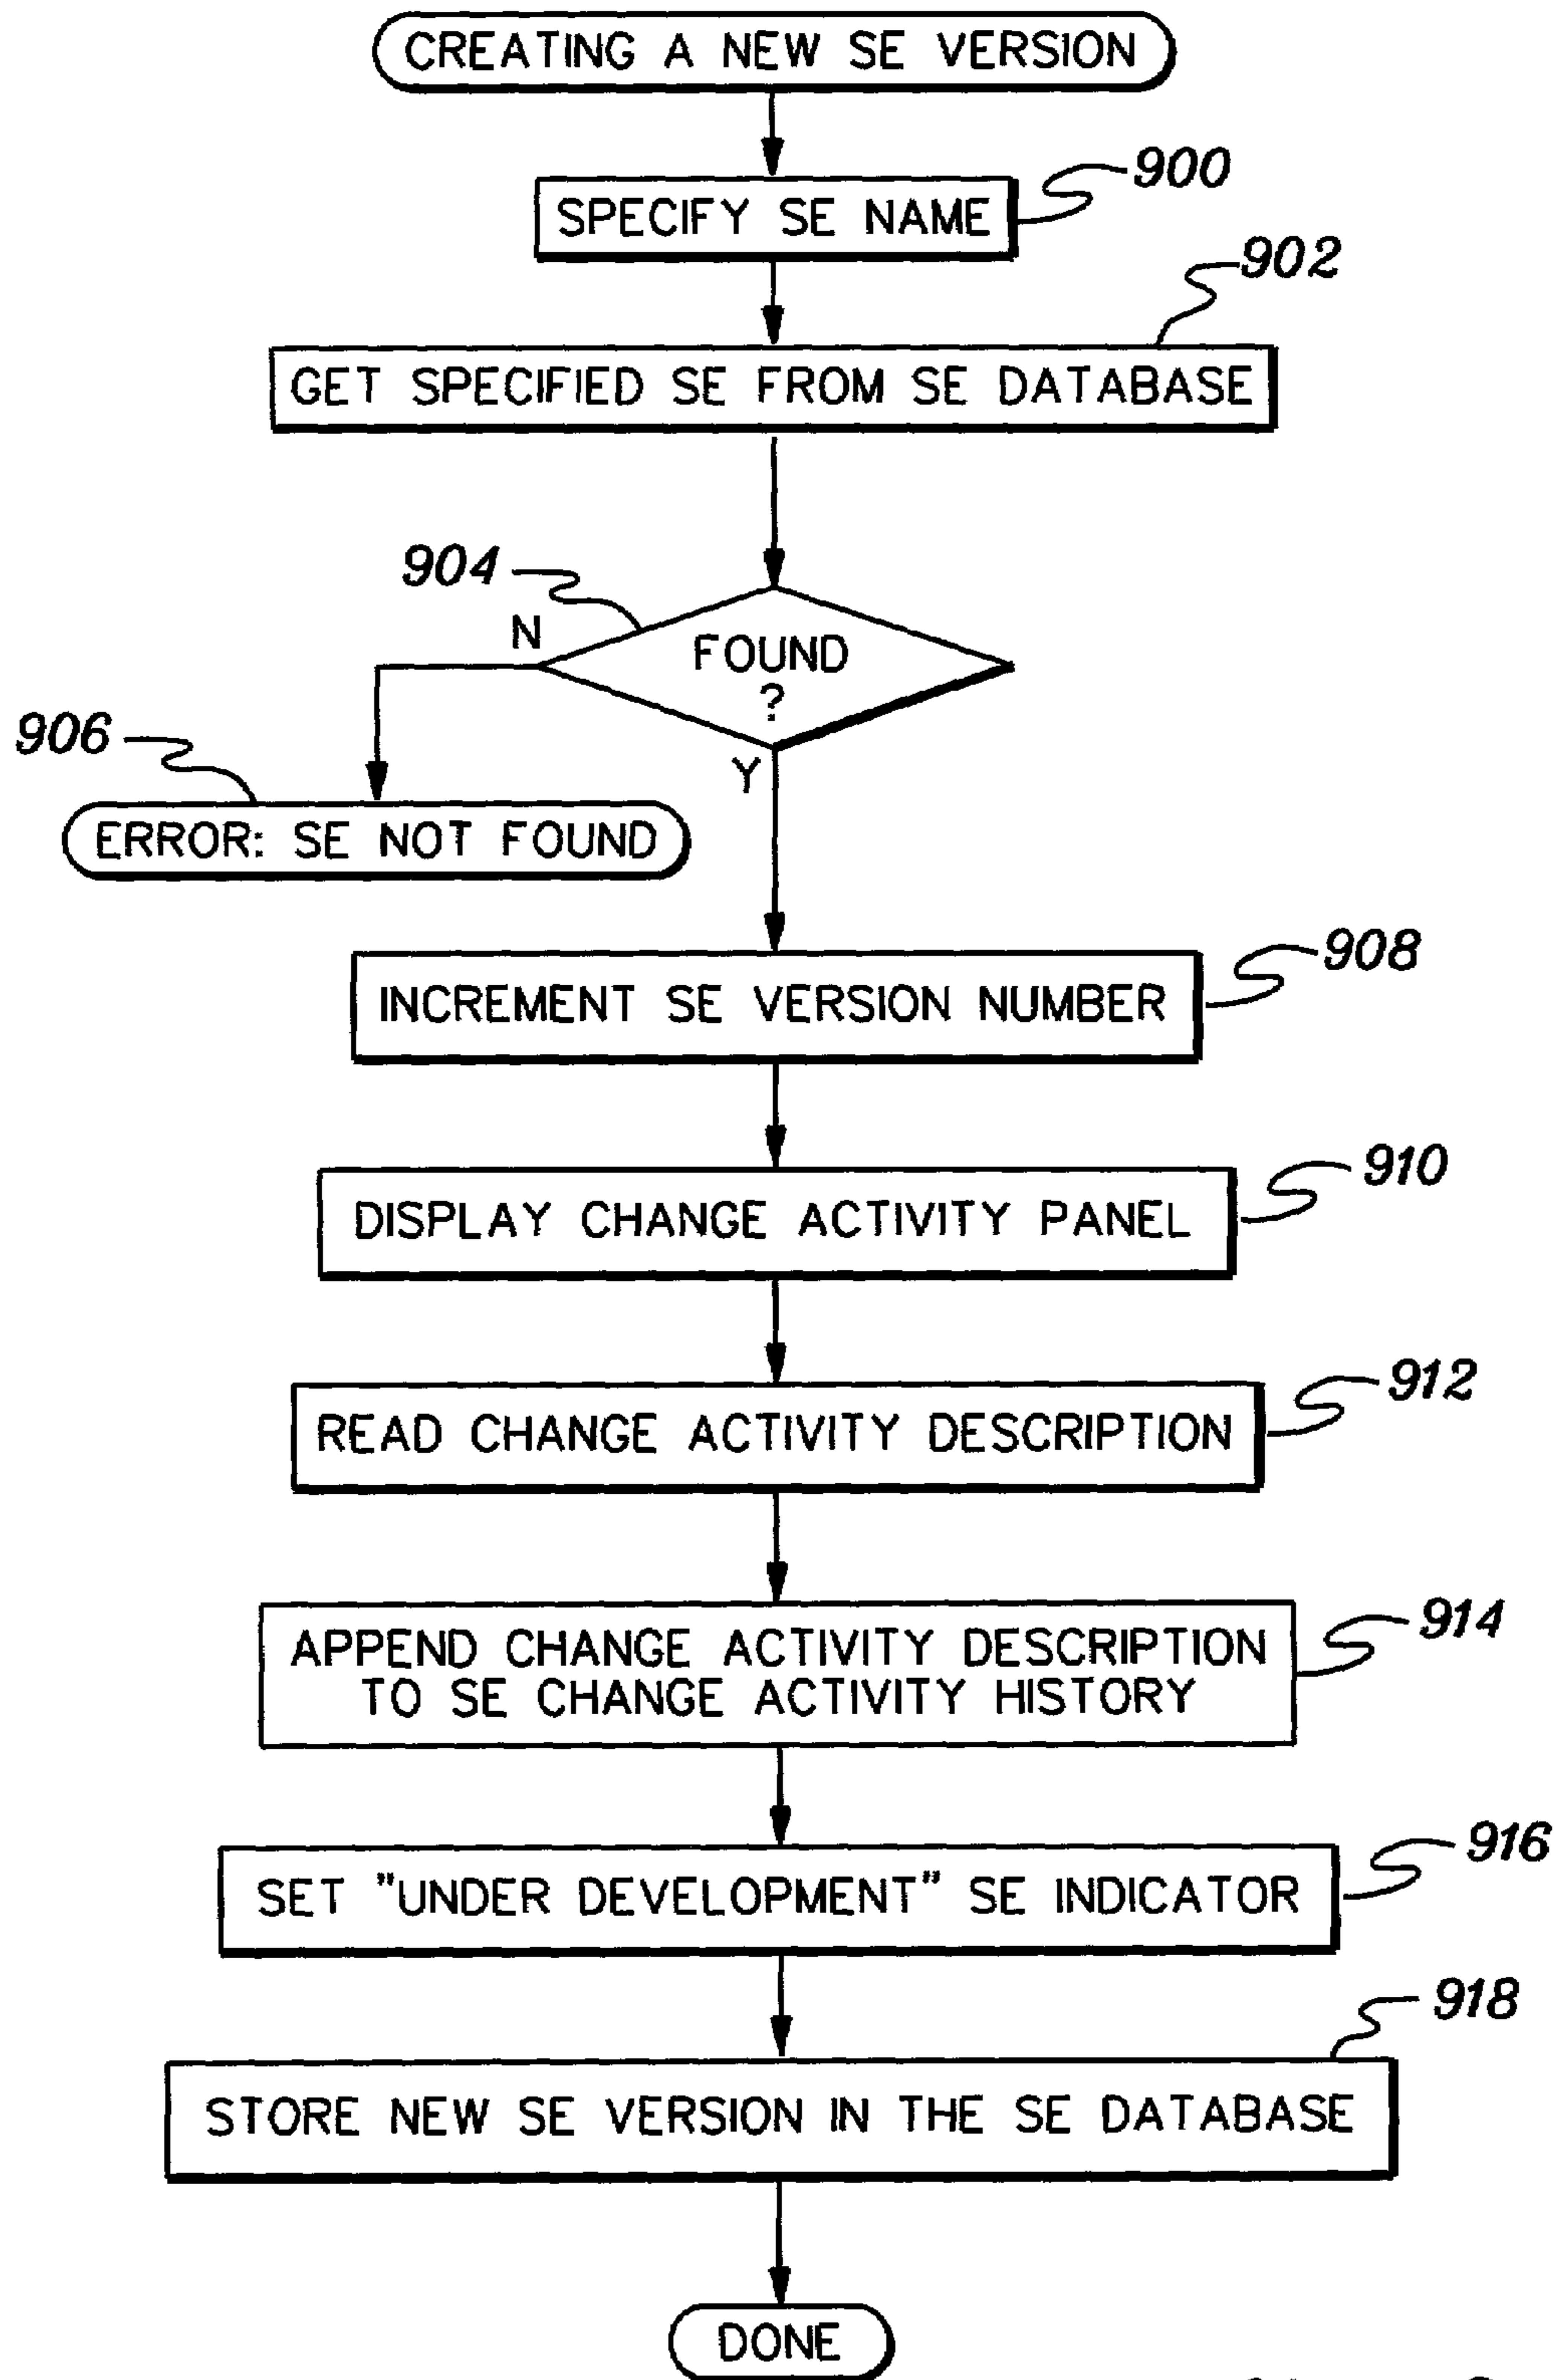 CREATING A NEW SE VERSION
900
SPECIFY SE NAME
902
GET SPECIFIED SE FROM SE DATABASE
904
N
FOUND
?
906
Y
ERROR: SE NOT FOUND
908
INCREMENT SE VERSION NUMBER
910
DISPLAY CHANGE ACTIVITY PANEL
912
READ CHANGE ACTIVITY DESCRIPTION
914
APPEND CHANGE ACTIVITY DESCRIPTION
TO SE CHANGE ACTIVITY HISTORY
916
SET "UNDER DEVELOPMENT" SE INDICATOR
918
STORE NEW SE VERSION IN THE SE DATABASE
DONE